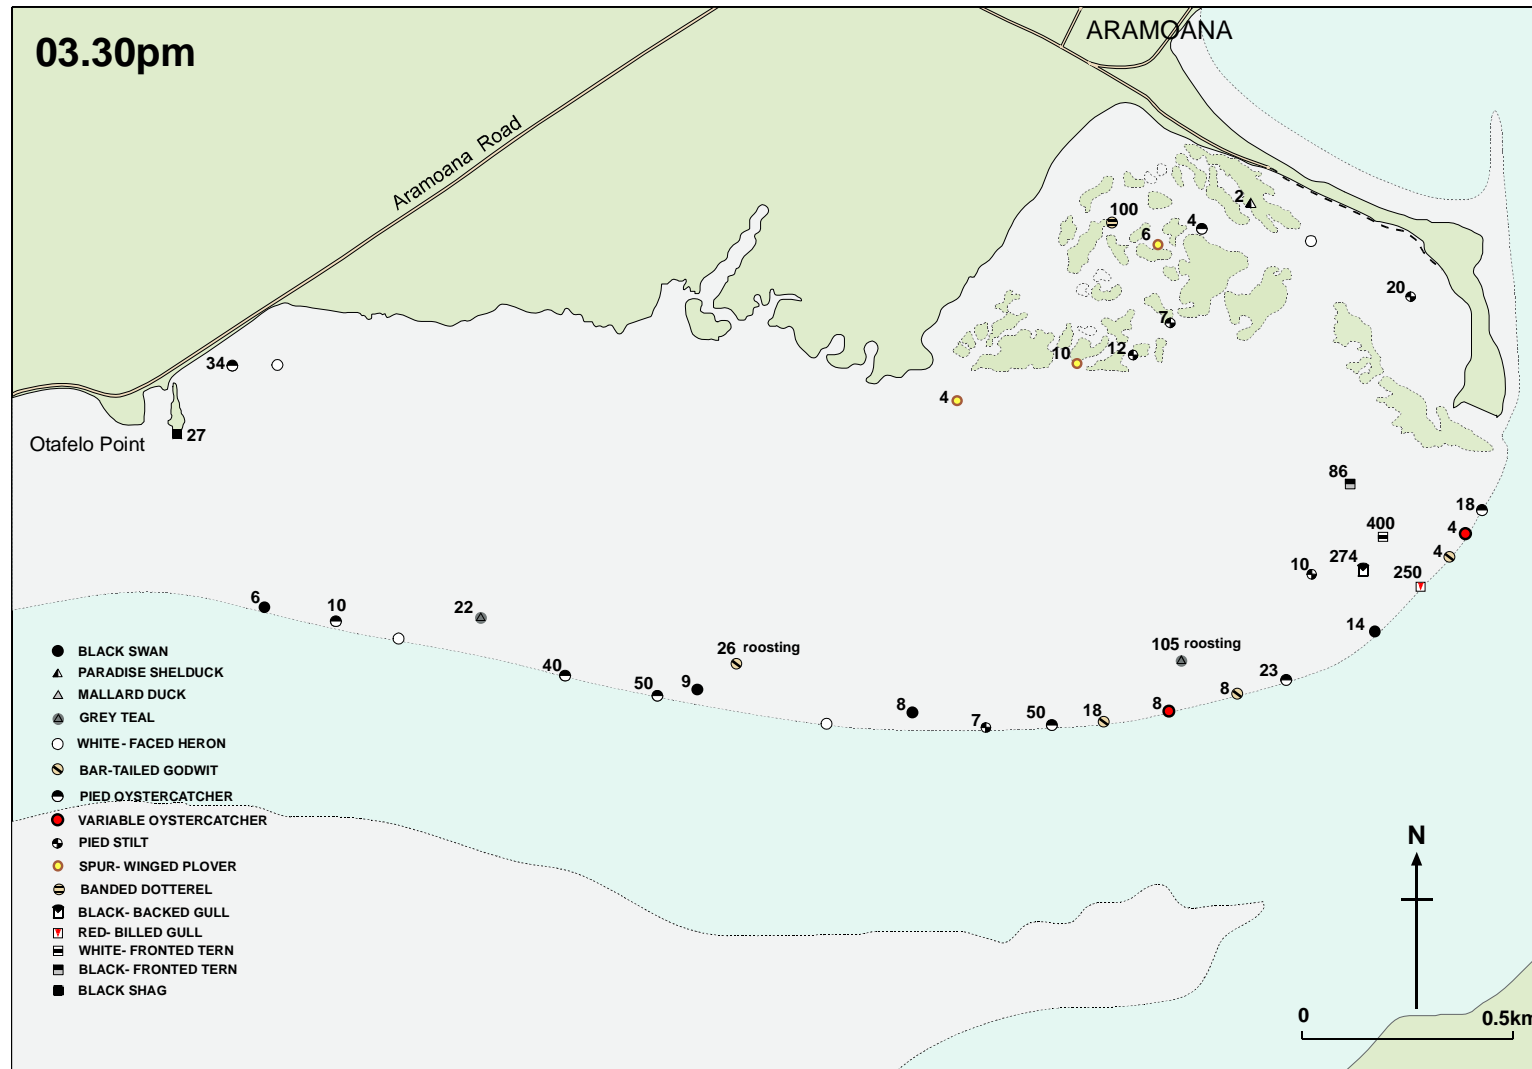 03.30pm
ARAMOANA
Aramoana Road
2
100
4
6
20
7
12
10
34
4
27
Otafelo Point
86
18
400
4
4
274
10
250
6
10
22
14
26 roosting
105 roosting
40
50
9
23
8
8
7
50
18
8
BLACK SWAN
PARADISE SHELDUCK
MALLARD DUCK
GREY TEAL
WHITE- FACED HERON
BAR-TAILED GODWIT
PIED OYSTERCATCHER
VARIABLE OYSTERCATCHER
PIED STILT
SPUR- WINGED PLOVER
BANDED DOTTEREL
BLACK- BACKED GULL
RED- BILLED GULL
WHITE- FRONTED TERN
BLACK- FRONTED TERN
BLACK SHAG
N
0 0.5km